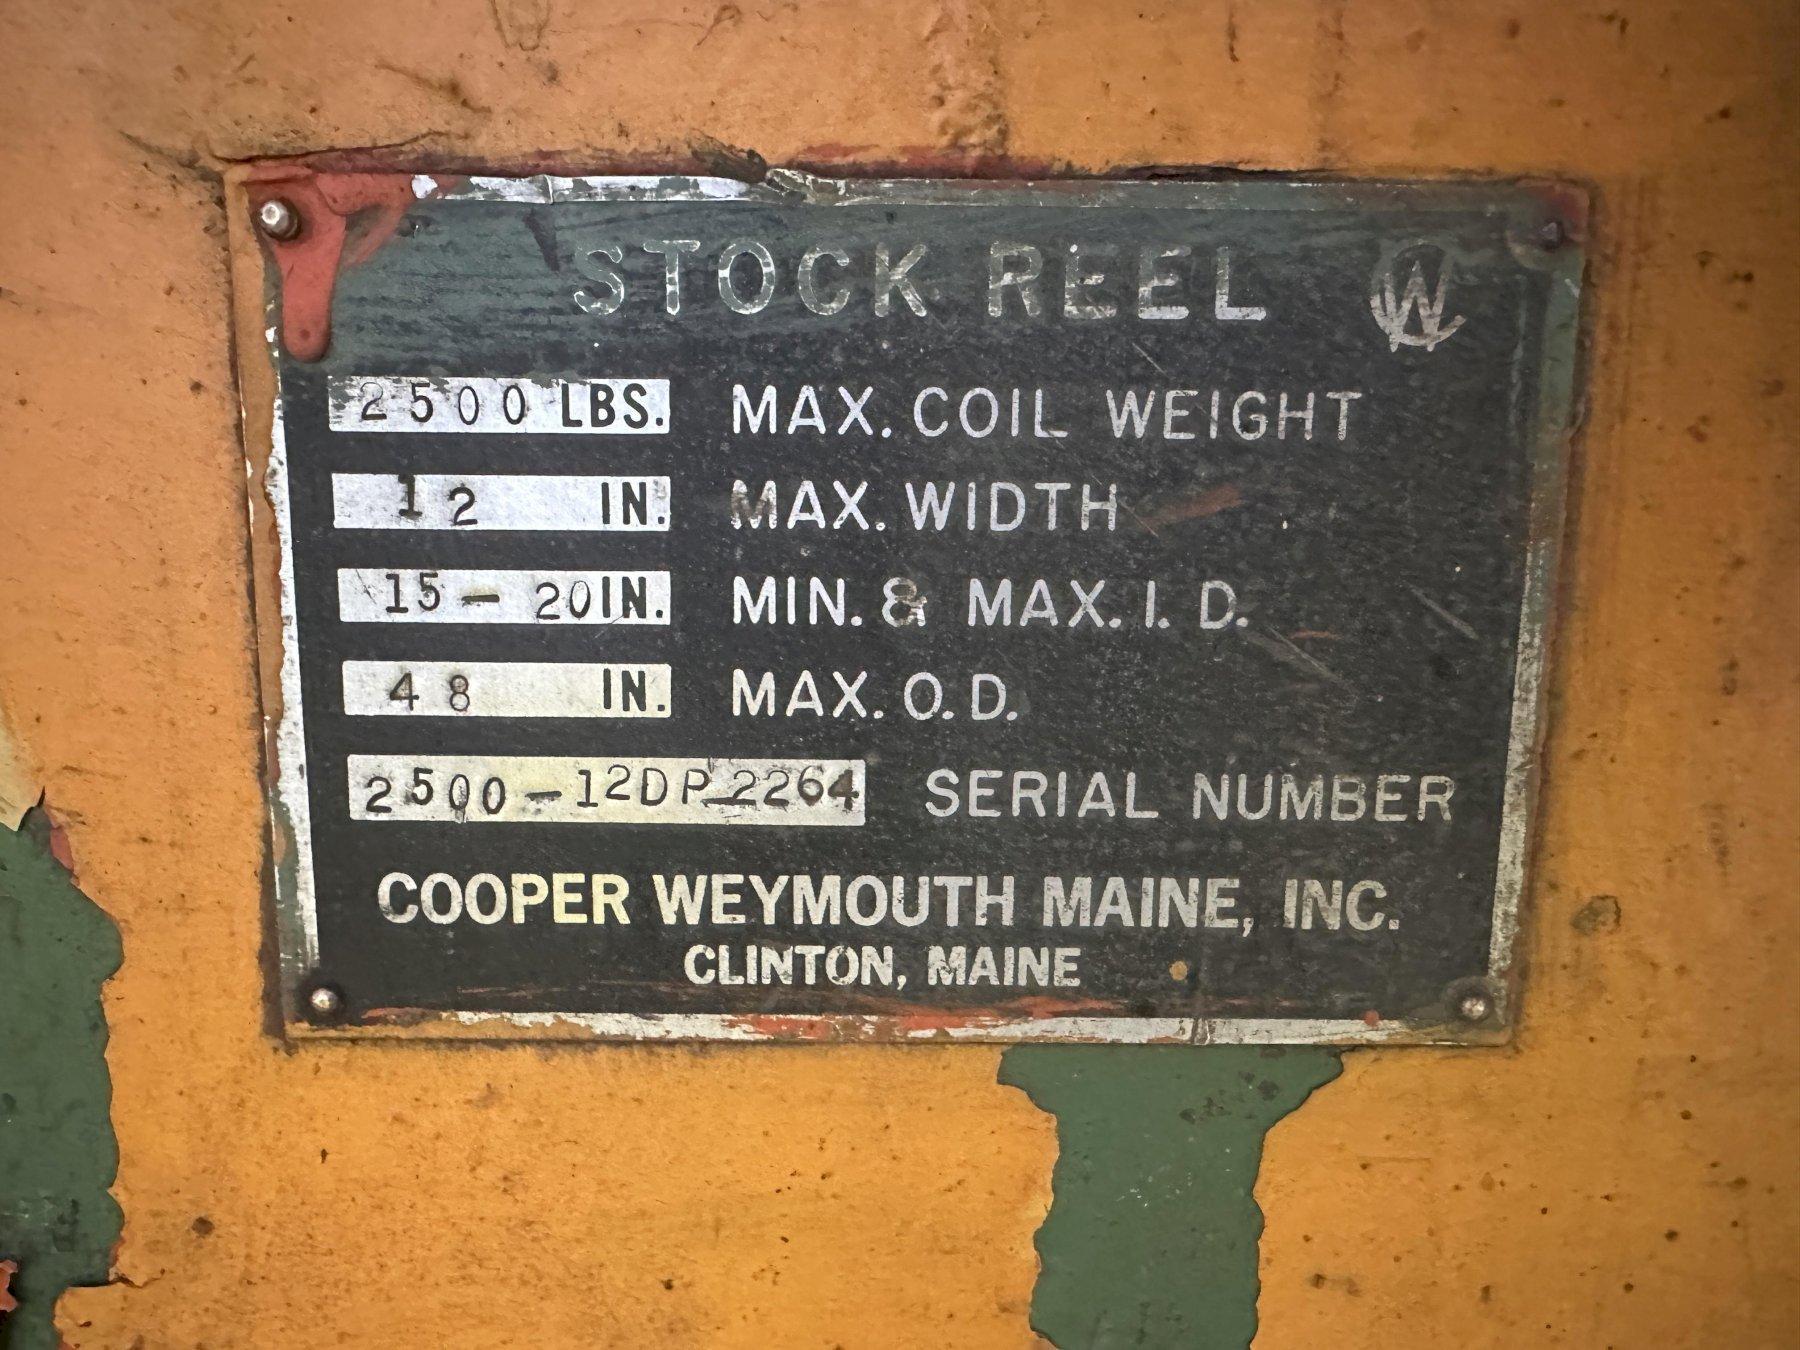 STOCK REEL CW
2500 LBS. MAX. COIL WEIGHT
12 IN. MAX. WIDTH
15 - 20 IN. MIN. & MAX. I. D.
48 IN. MAX. O. D.
2500-12DP-2264 SERIAL NUMBER
COOPER WEYMOUTH MAINE, INC.
CLINTON, MAINE